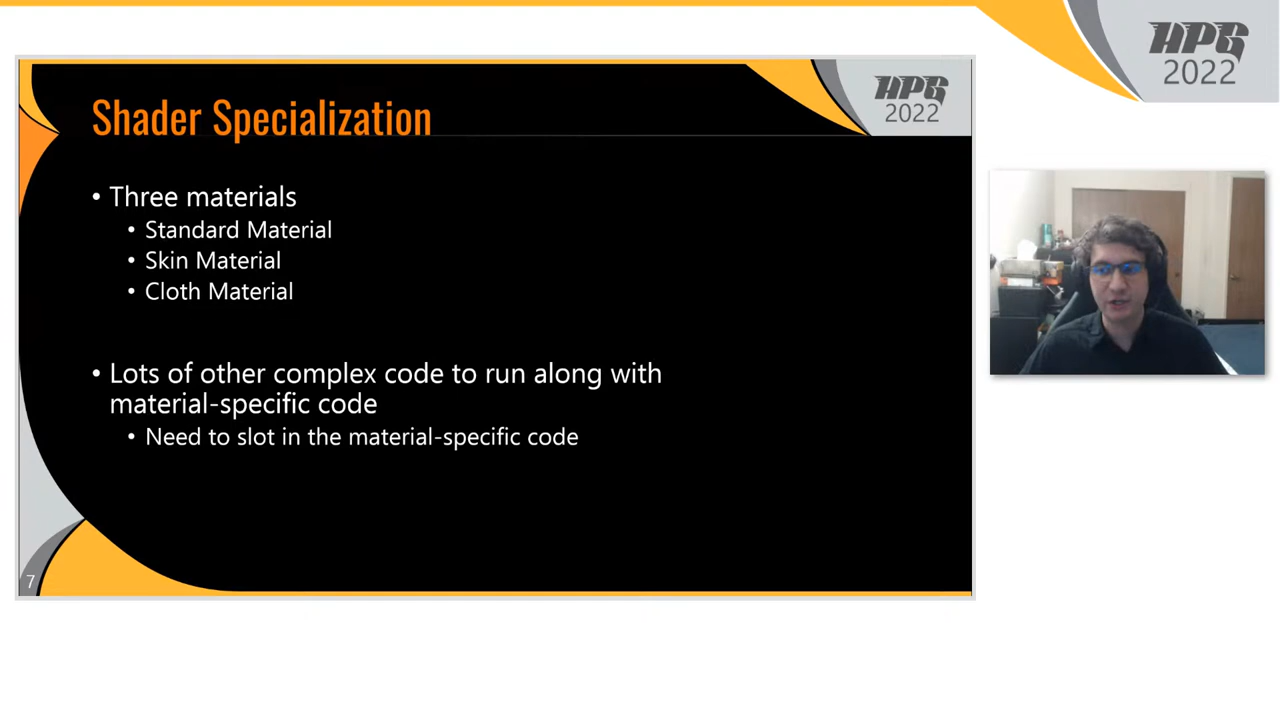 HPG
2022
Shader Specialization
HPG
2022
• Three materials
• Standard Material
• Skin Material
• Cloth Material
• Lots of other complex code to run along with
material-specific code
• Need to slot in the material-specific code
7